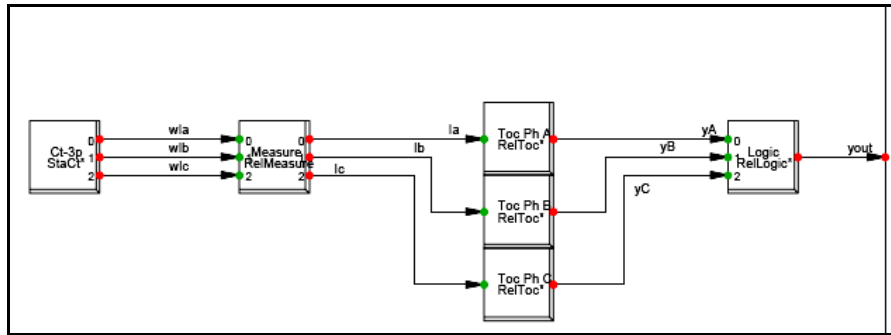 Ct-3p
StaCt*
0
1
2
wIa
wIb
wIc
0
1
2
Measure
RelMeasure
0
1
2
Ia
Ib
Ic
Toc Ph A
RelToc*
Toc Ph B
RelToc*
Toc Ph C
RelToc*
yA
yB
yC
0
1
2
Logic
RelLogic*
yout